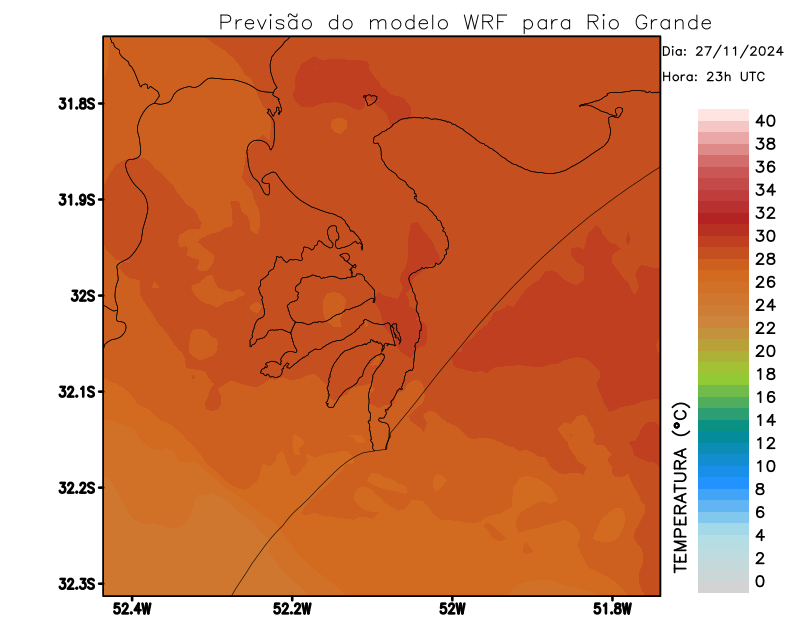 Previsão do modelo WRF para Rio Grande
Dia: 27/11/2024
Hora: 23h UTC
31.8S
31.9S
32S
32.1S
32.2S
32.3S
52.4W
52.2W
52W
51.8W
TEMPERATURA (°C)
40
38
36
34
32
30
28
26
24
22
20
18
16
14
12
10
8
6
4
2
0